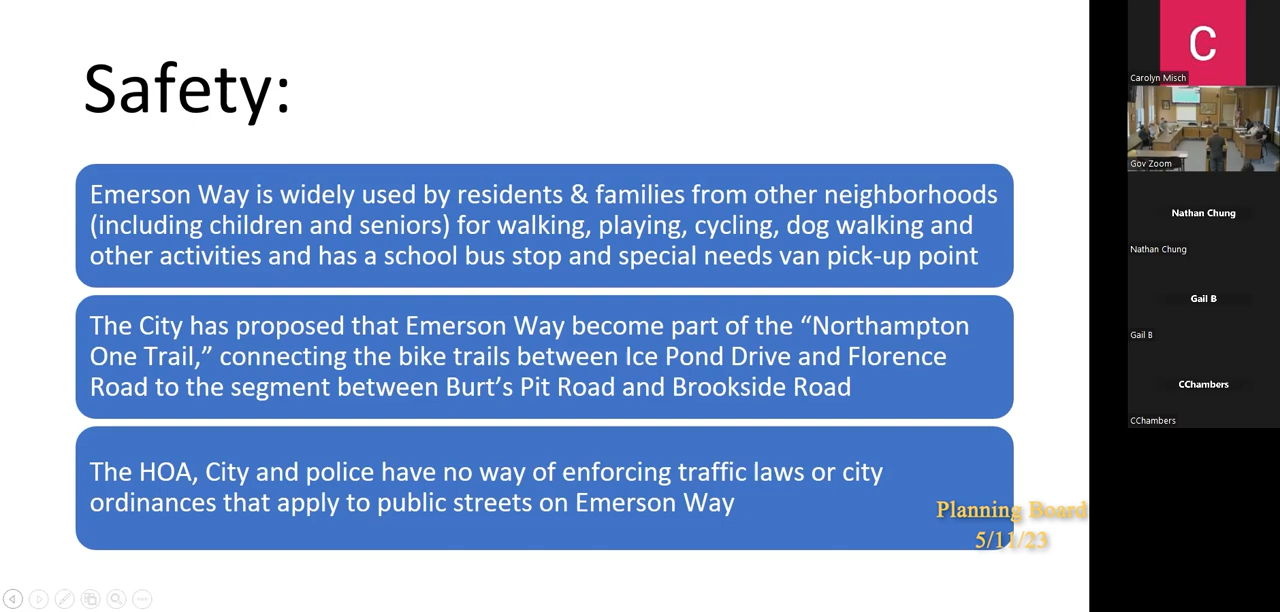 Safety:
Emerson Way is widely used by residents & families from other neighborhoods
(including children and seniors) for walking, playing, cycling, dog walking and
other activities and has a school bus stop and special needs van pick-up point
The City has proposed that Emerson Way become part of the “Northampton
One Trail,” connecting the bike trails between Ice Pond Drive and Florence
Road to the segment between Burt’s Pit Road and Brookside Road
The HOA, City and police have no way of enforcing traffic laws or city
ordinances that apply to public streets on Emerson Way
Planning Board
5/11/23
C
Carolyn Misch
Gov Zoom
Nathan Chung
Nathan Chung
Gail B
Gail B
CChambers
CChambers